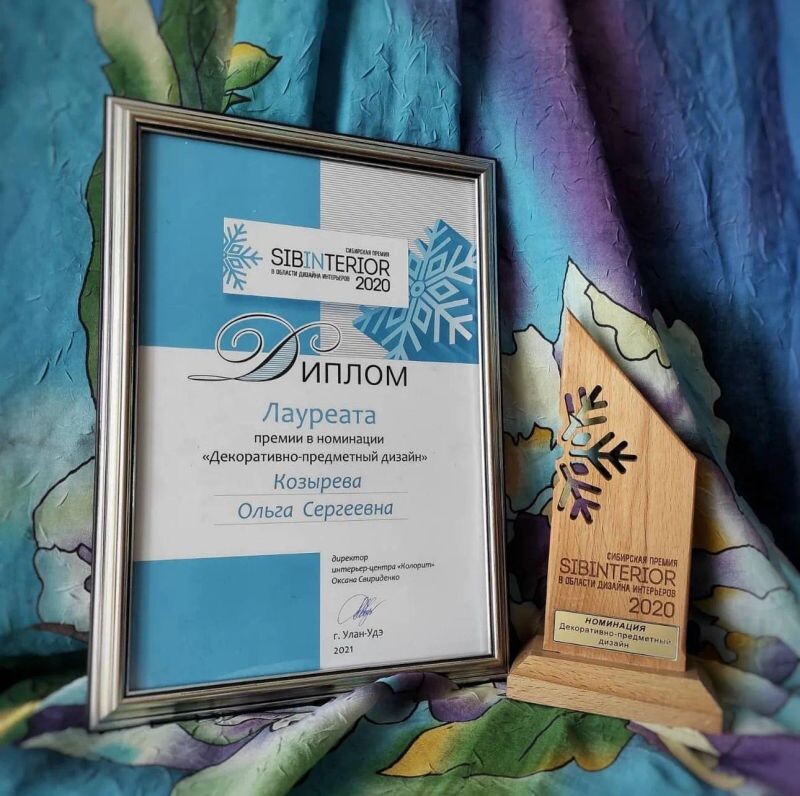 СИБИРСКАЯ ПРЕМИЯ
SIBINTERIOR
В ОБЛАСТИ ДИЗАЙНА ИНТЕРЬЕРОВ
2020
Диплом
Лауреата
премии в номинации
«Декоративно-предметный дизайн»
Козырева
Ольга Сергеевна
директор
интерьер-центра «Колорит»
Оксана Свириденко
г. Улан-Удэ
2021
СИБИРСКАЯ ПРЕМИЯ
SIBINTERIOR
В ОБЛАСТИ ДИЗАЙНА ИНТЕРЬЕРОВ
2020
НОМИНАЦИЯ
Декоративно-предметный
дизайн